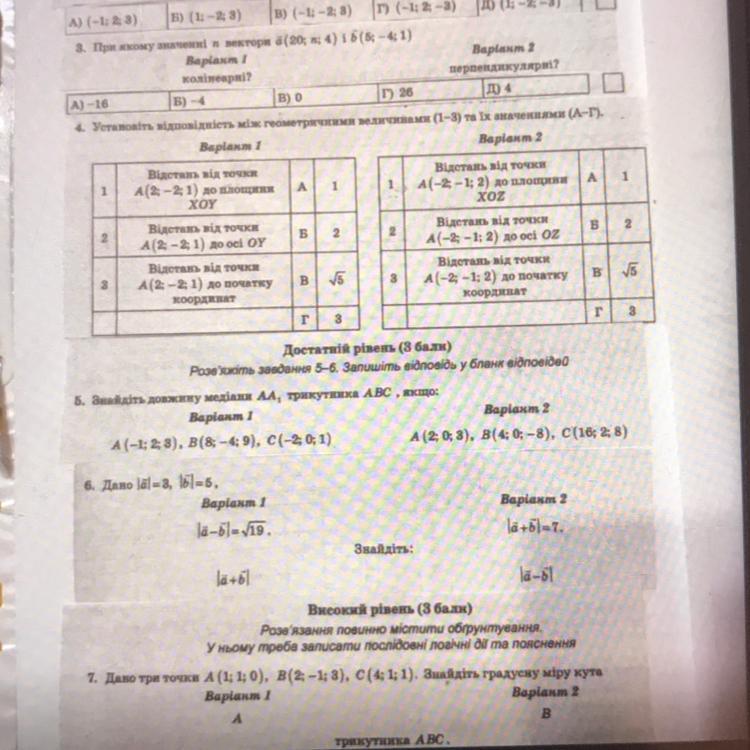 А) (–1; 2; 3) Б) (1; –2; 3) В) (–1; –2; 3) Г) (–1; 2; –3) Д) (1; –2; –3)
3. При якому значенні n вектори ā(20; n; 4) і b̄(5; –4; 1)
Варіант 1 Варіант 2
колінеарні? перпендикулярні?
А) –16 Б) –4 В) 0 Г) 26 Д) 4
4. Установіть відповідність між геометричними величинами (1–3) та їх значеннями (А–Г).
Варіант 1 Варіант 2
1 Відстань від точки A(2; –2; 1) до площини XOY А 1
2 Відстань від точки A(2; –2; 1) до осі OY Б 2
3 Відстань від точки A(2; –2; 1) до початку координат В √5
Г 3
1 Відстань від точки A(–2; –1; 2) до площини XOZ А 1
2 Відстань від точки A(–2; –1; 2) до осі OZ Б 2
3 Відстань від точки A(–2; –1; 2) до початку координат В √5
Г 3
Достатній рівень (3 бали)
Розв'яжіть завдання 5–6. Запишіть відповідь у бланк відповідей
5. Знайдіть довжину медіани AA₁ трикутника ABC, якщо:
Варіант 1 Варіант 2
A(–1; 2; 3), B(8; –4; 9), C(–2; 0; 1) A(2; 0; 3), B(4; 0; –8), C(16; 2; 8)
6. Дано |ā|=3, |b̄|=5,
Варіант 1 Варіант 2
|ā–b̄|=√19. |ā+b̄|=7.
Знайдіть:
|ā+b̄| |ā–b̄|
Високий рівень (3 бали)
Розв'язання повинно містити обґрунтування.
У ньому треба записати послідовні логічні дії та пояснення
7. Дано три точки A(1; 1; 0), B(2; –1; 3), C(4; 1; 1). Знайдіть градусну міру кута
Варіант 1 Варіант 2
A B
трикутника ABC.